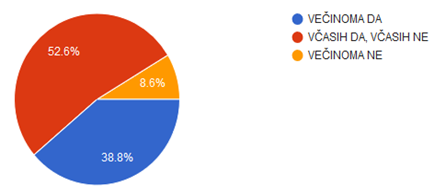 52.6%
8.6%
38.8%
VEČINOMA DA
VČASIH DA, VČASIH NE
VEČINOMA NE